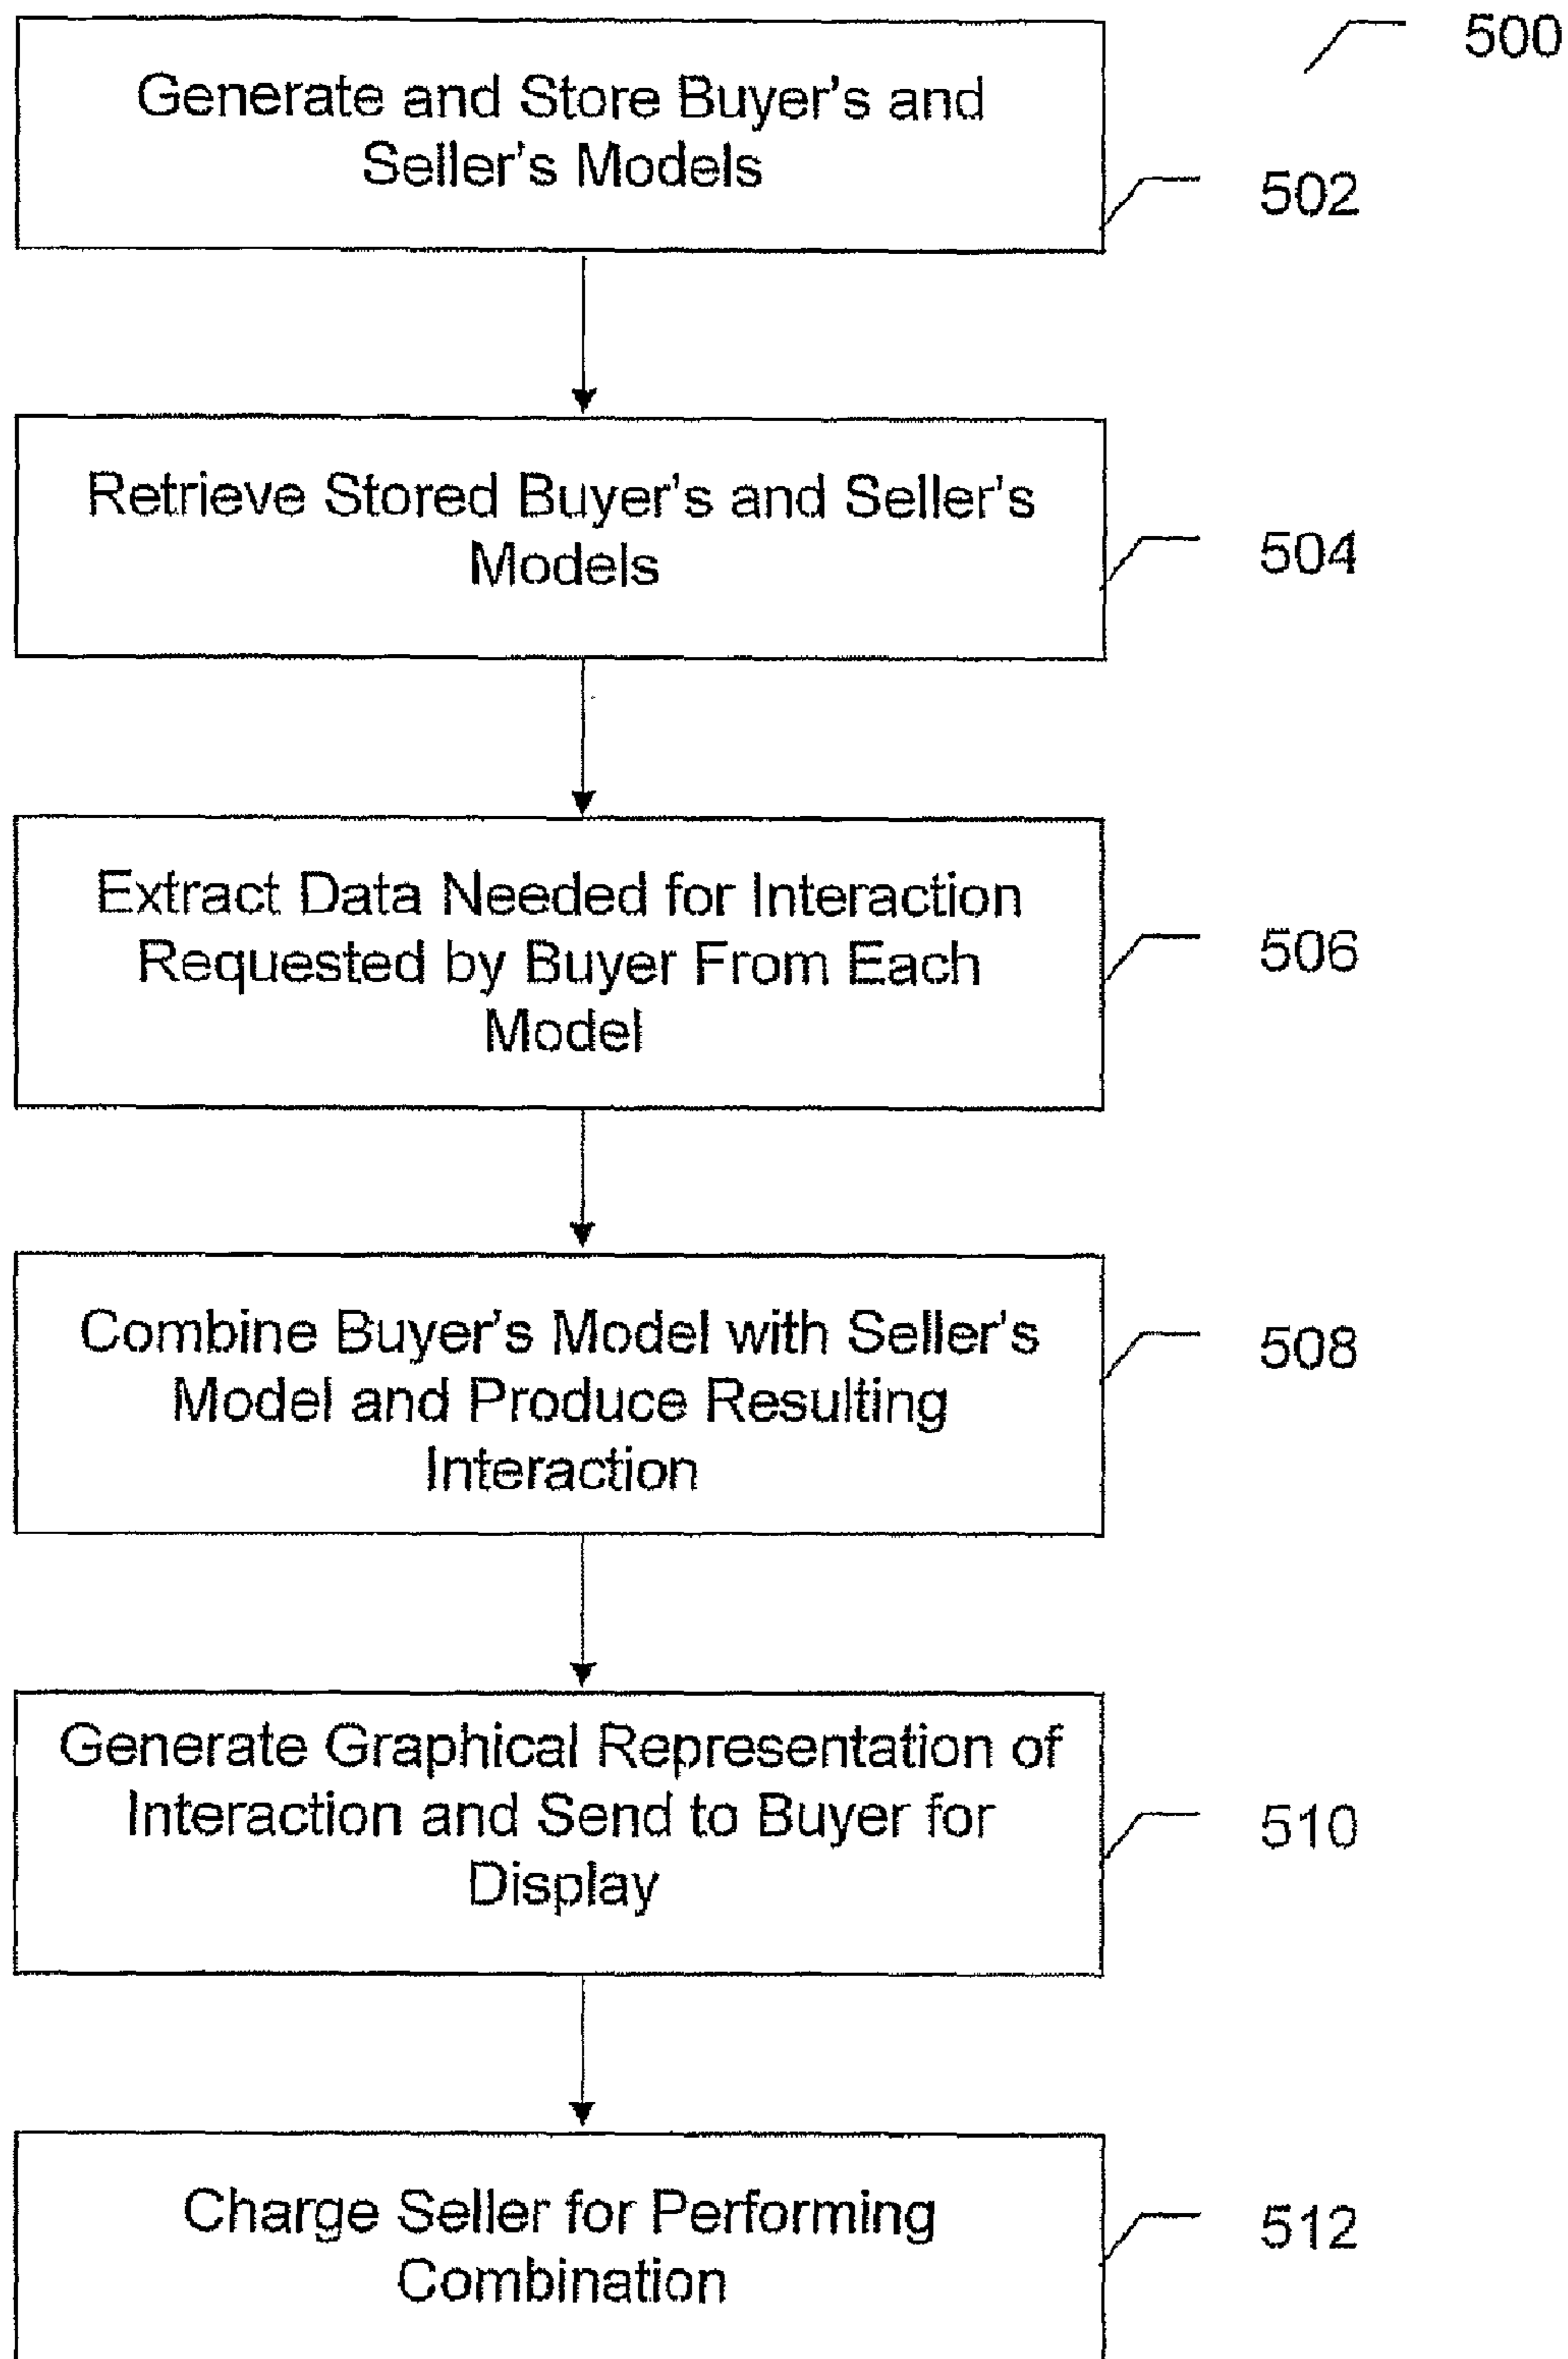 500
Generate and Store Buyer's and
Seller's Models
502
Retrieve Stored Buyer's and Seller's
Models
504
Extract Data Needed for Interaction
Requested by Buyer From Each
Model
506
Combine Buyer's Model with Seller's
Model and Produce Resulting
Interaction
508
Generate Graphical Representation of
Interaction and Send to Buyer for
Display
510
Charge Seller for Performing
Combination
512